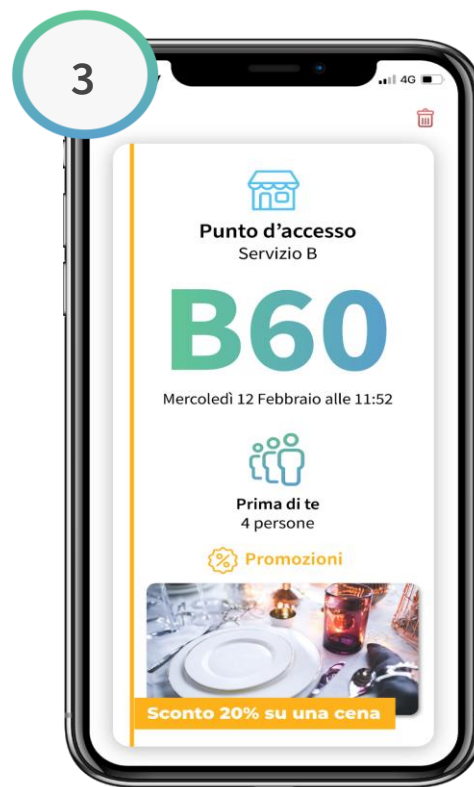 3
4G
Punto d'accesso
Servizio B
B60
Mercoledì 12 Febbraio alle 11:52
Prima di te
4 persone
% Promozioni
Sconto 20% su una cena